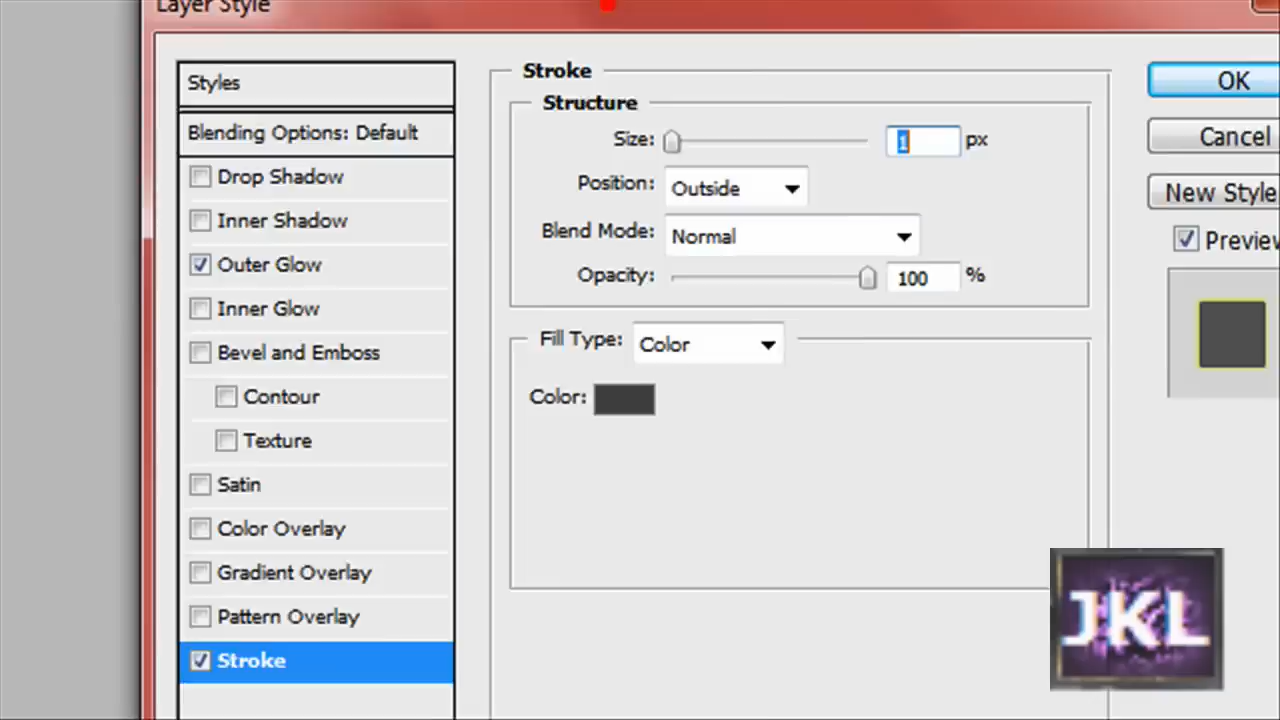 Layer Style
Styles
Blending Options: Default
Drop Shadow
Inner Shadow
Outer Glow
Inner Glow
Bevel and Emboss
Contour
Texture
Satin
Color Overlay
Gradient Overlay
Pattern Overlay
Stroke
Stroke
Structure
Size: 1 px
Position: Outside
Blend Mode: Normal
Opacity: 100 %
Fill Type: Color
Color:
OK
Cancel
New Style
Preview
JKL